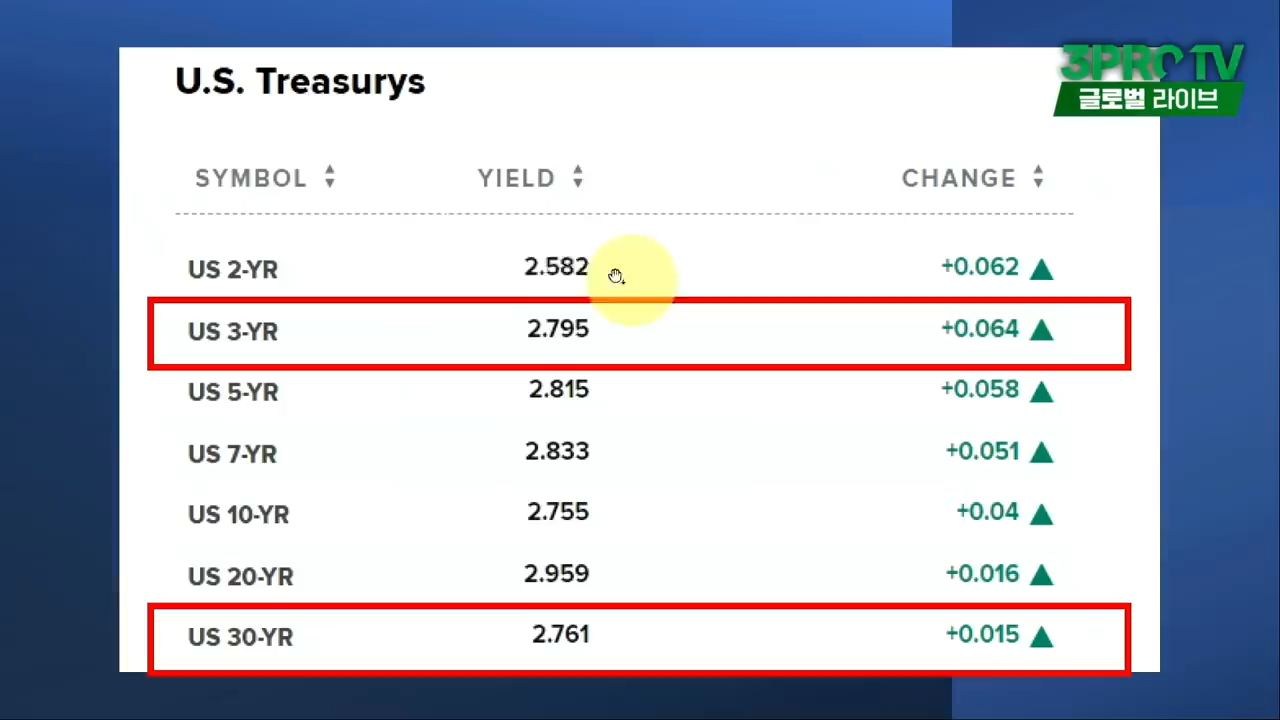 3PROTV
글로벌 라이브
U.S. Treasurys
SYMBOL YIELD CHANGE
US 2-YR 2.582 +0.062
US 3-YR 2.795 +0.064
US 5-YR 2.815 +0.058
US 7-YR 2.833 +0.051
US 10-YR 2.755 +0.04
US 20-YR 2.959 +0.016
US 30-YR 2.761 +0.015